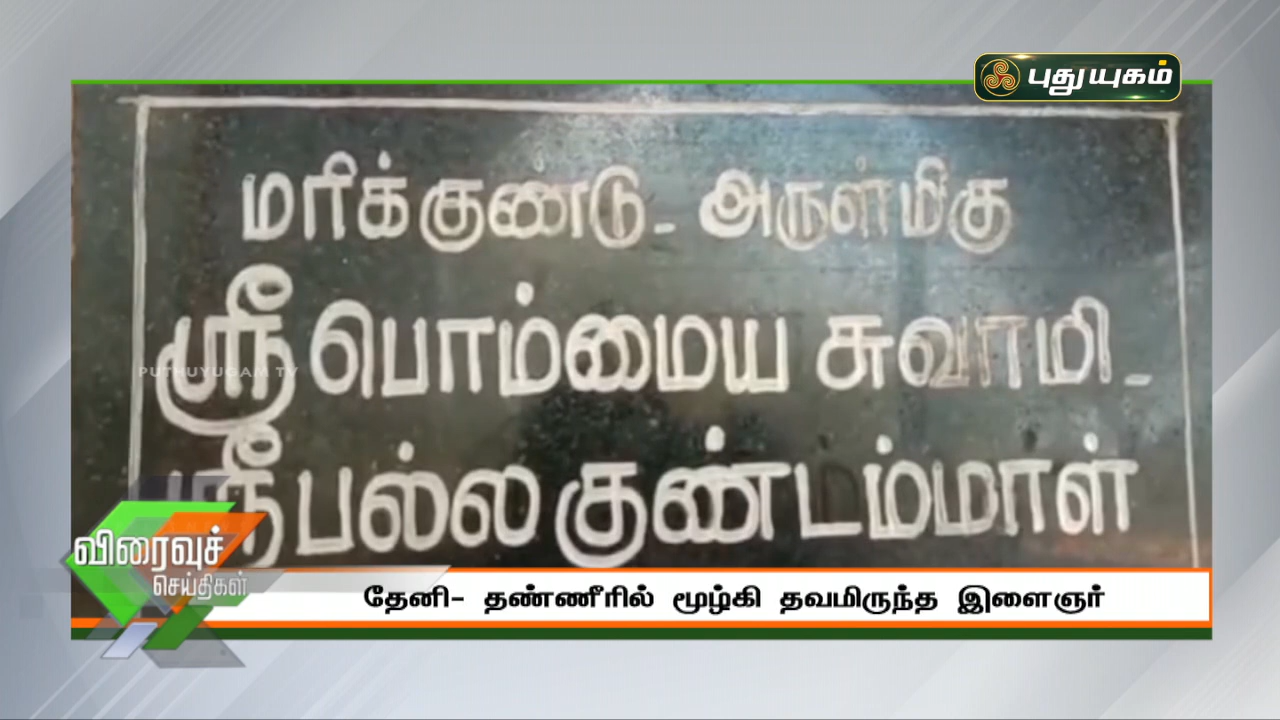 புதுயுகம்
மரிக்குண்டு - அருள்மிகு
ஸ்ரீ பொம்மைய சுவாமி -
PUTHUYUGAM TV
ஸ்ரீ பல்ல குண்டம்மாள்
விரைவுச்
செய்திகள்
தேனி- தண்ணீரில் மூழ்கி தவமிருந்த இளைஞர்